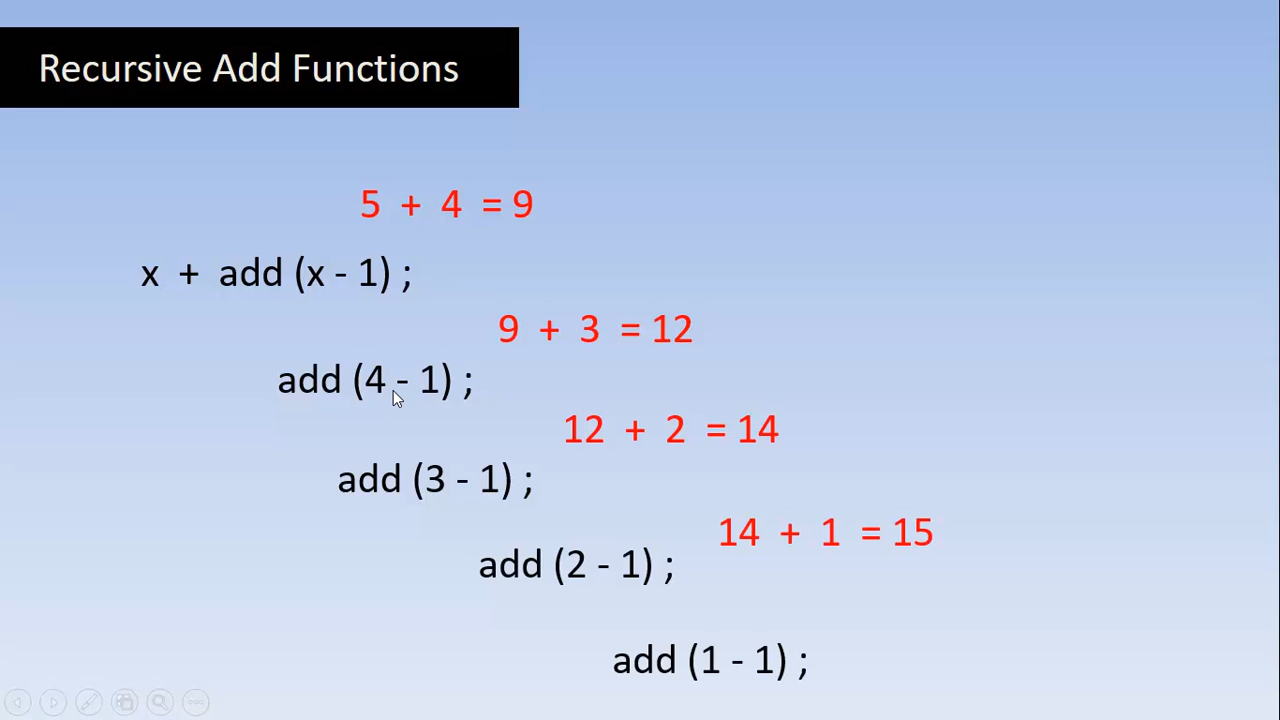 Recursive Add Functions
5 + 4 = 9
x + add (x - 1) ;
9 + 3 = 12
add (4 - 1) ;
12 + 2 = 14
add (3 - 1) ;
14 + 1 = 15
add (2 - 1) ;
add (1 - 1) ;